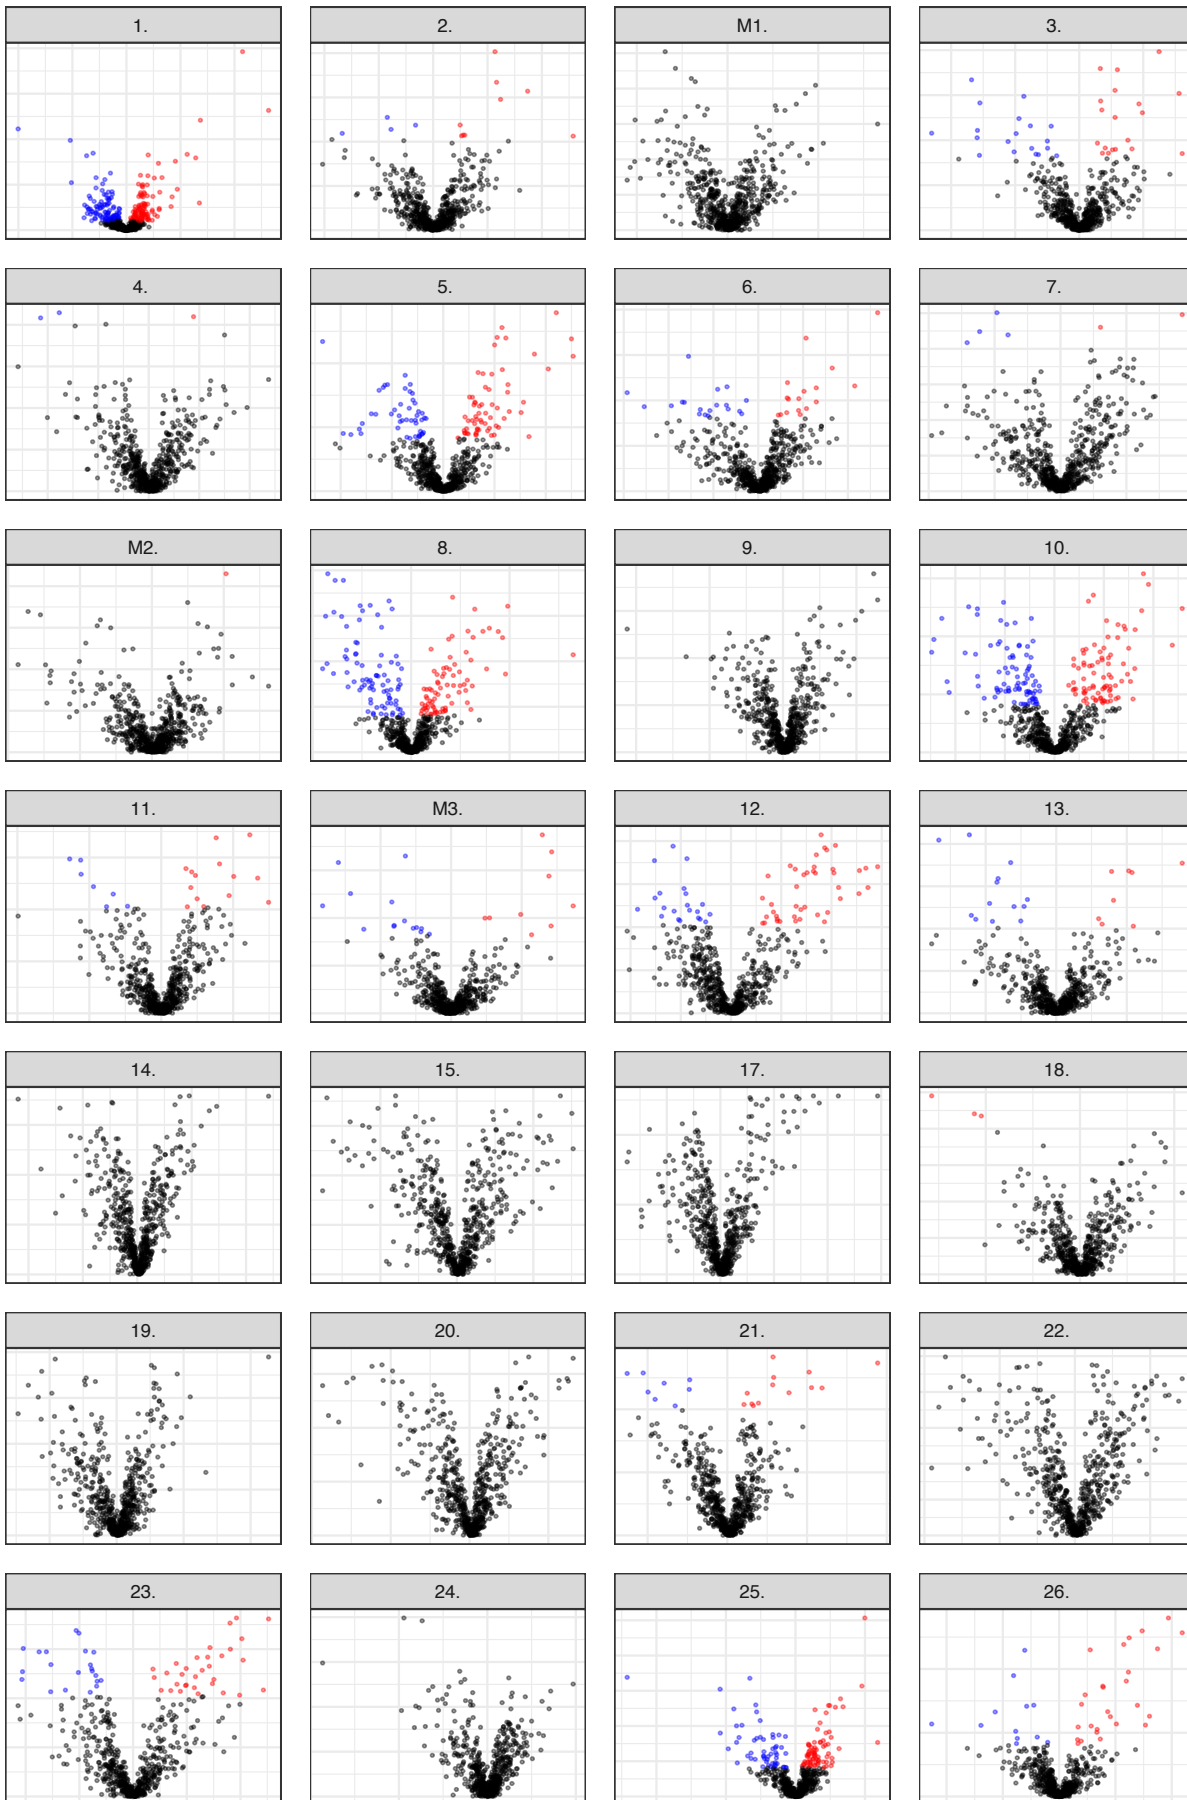 1. 2. M1. 3.
4. 5. 6. 7.
M2. 8. 9. 10.
11. M3. 12. 13.
14. 15. 17. 18.
19. 20. 21. 22.
23. 24. 25. 26.